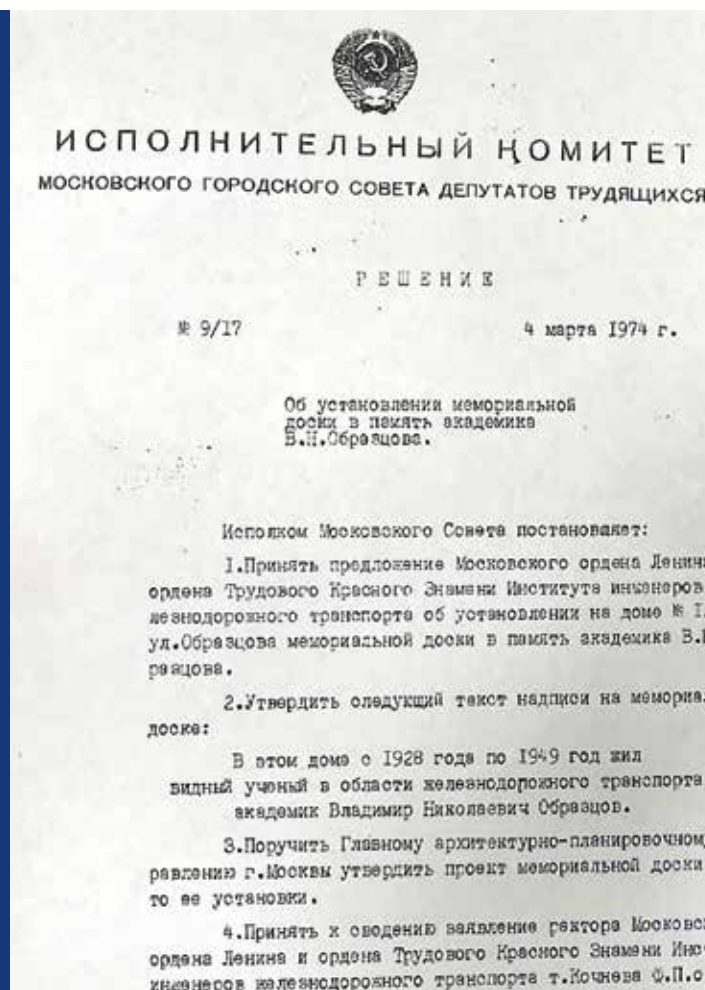 ИСПОЛНИТЕЛЬНЫЙ КОМИТЕТ
МОСКОВСКОГО ГОРОДСКОГО СОВЕТА ДЕПУТАТОВ ТРУДЯЩИХСЯ
РЕШЕНИЕ
№ 9/17 4 марта 1974 г.
Об установлении мемориальной
доски в память академика
В.Н.Образцова.
Исполком Московского Совета постановляет:
1.Принять предложение Московского ордена Ленина
ордена Трудового Красного Знамени Института инженеров
лезнодорожного транспорта об установлении на доме №
ул.Образцова мемориальной доски в память академика
разцова.
2.Утвердить следующий текст надписи на мемориал
доске:
В этом доме с 1928 года по 1949 год жил
видный ученый в области железнодорожного транспорта
академик Владимир Николаевич Образцов.
3.Поручить Главному архитектурно-планировочному
равлению г.Москвы утвердить проект мемориальной доски
то ее установки.
4.Принять к сведению заявление ректора Московс
ордена Ленина и ордена Трудового Красного Знамени Инс
инженеров железнодорожного транспорта т.Кочнева Ф.П.о